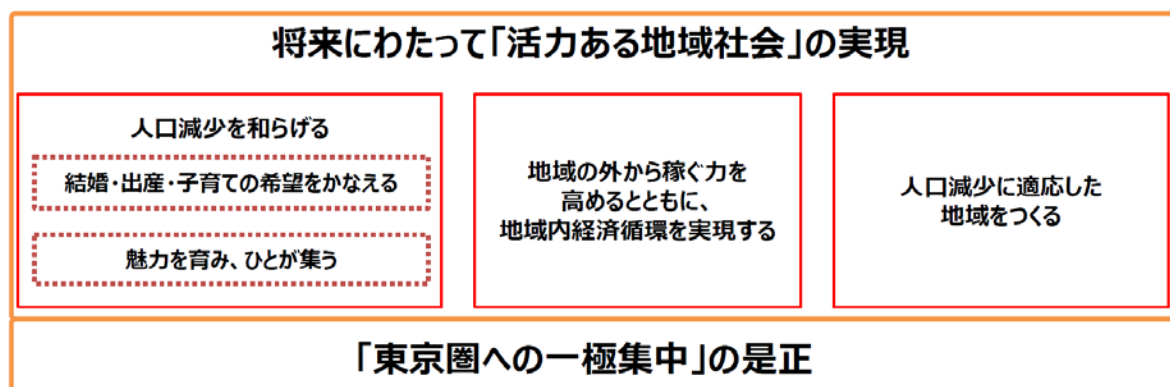 将来にわたって「活力ある地域社会」の実現
人口減少を和らげる
結婚・出産・子育ての希望をかなえる
魅力を育み、ひとが集う
地域の外から稼ぐ力を
高めるとともに、
地域内経済循環を実現する
人口減少に適応した
地域をつくる
「東京圏への一極集中」の是正